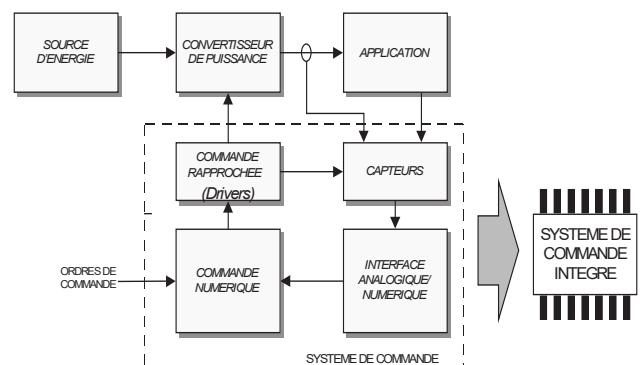 SOURCE
D'ENERGIE
CONVERTISSEUR
DE PUISSANCE
APPLICATION
COMMANDE
RAPPROCHEE
(Drivers)
CAPTEURS
ORDRES DE
COMMANDE
COMMANDE
NUMERIQUE
INTERFACE
ANALOGIQUE/
NUMERIQUE
SYSTEME DE COMMANDE
SYSTEME DE
COMMANDE
INTEGRE